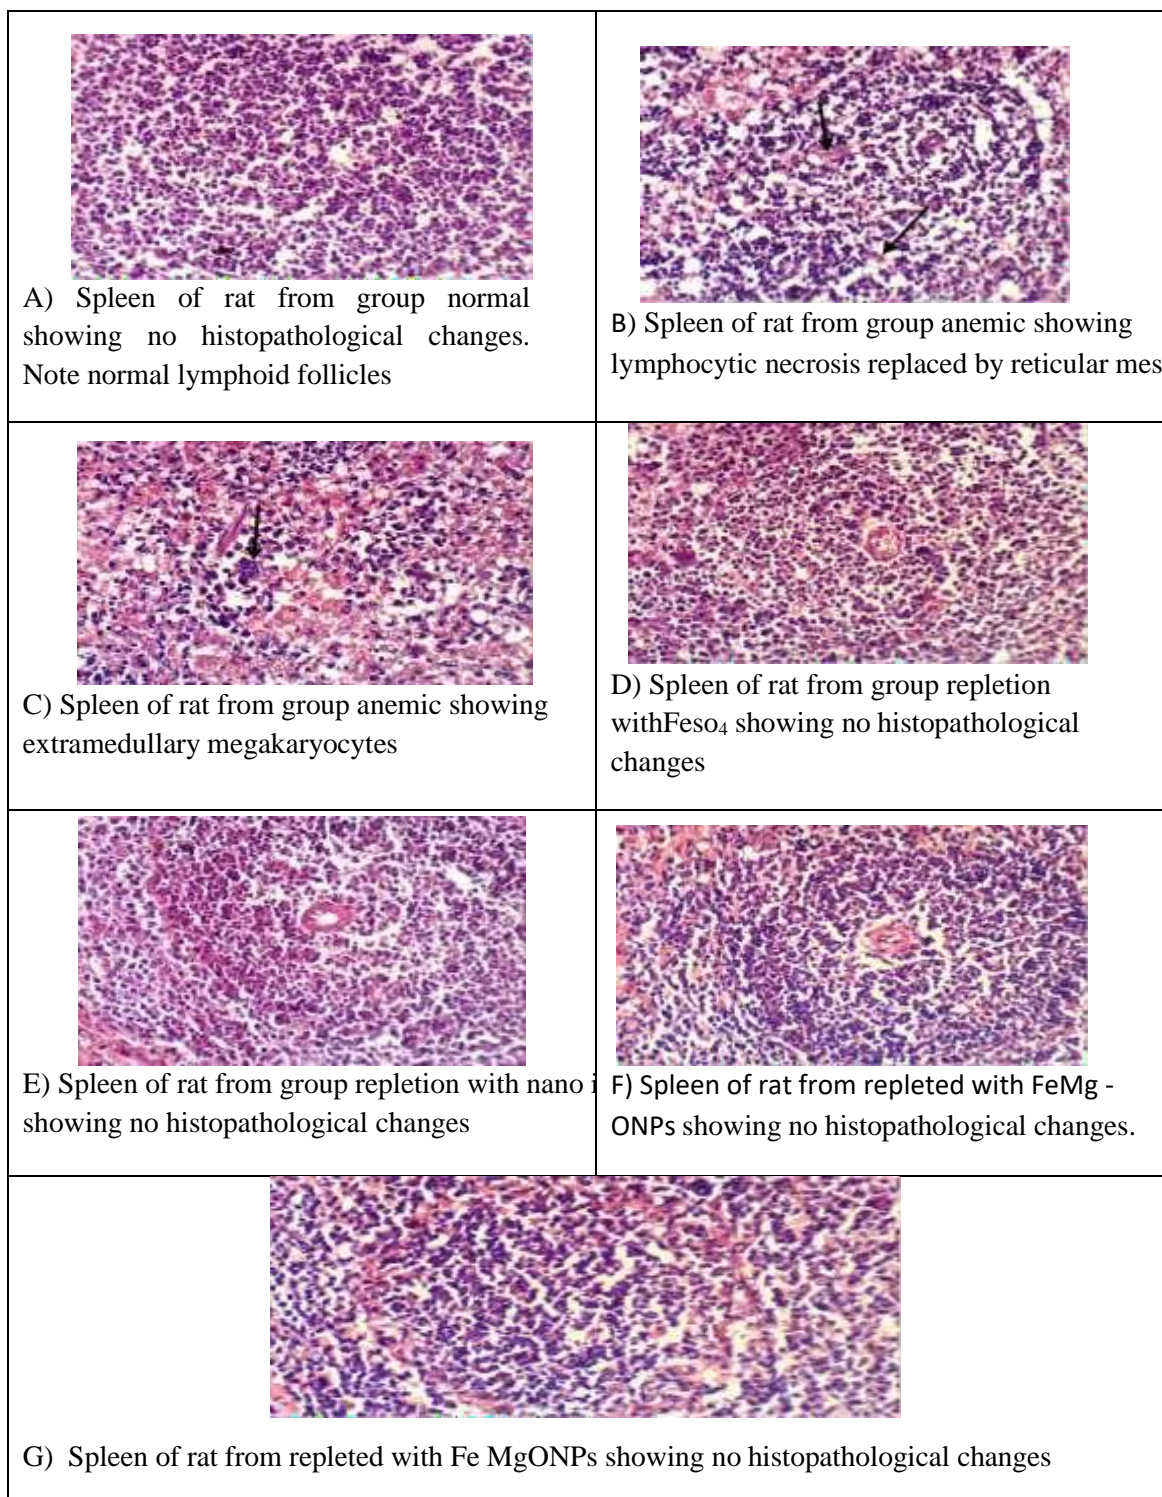 A) Spleen of rat from group normal
showing no histopathological changes.
Note normal lymphoid follicles
B) Spleen of rat from group anemic showing
lymphocytic necrosis replaced by reticular mes
C) Spleen of rat from group anemic showing
extramedullary megakaryocytes
D) Spleen of rat from group repletion
withFeso₄ showing no histopathological
changes
E) Spleen of rat from group repletion with nano i
showing no histopathological changes
F) Spleen of rat from repleted with FeMg -
ONPs showing no histopathological changes.
G) Spleen of rat from repleted with Fe MgONPs showing no histopathological changes